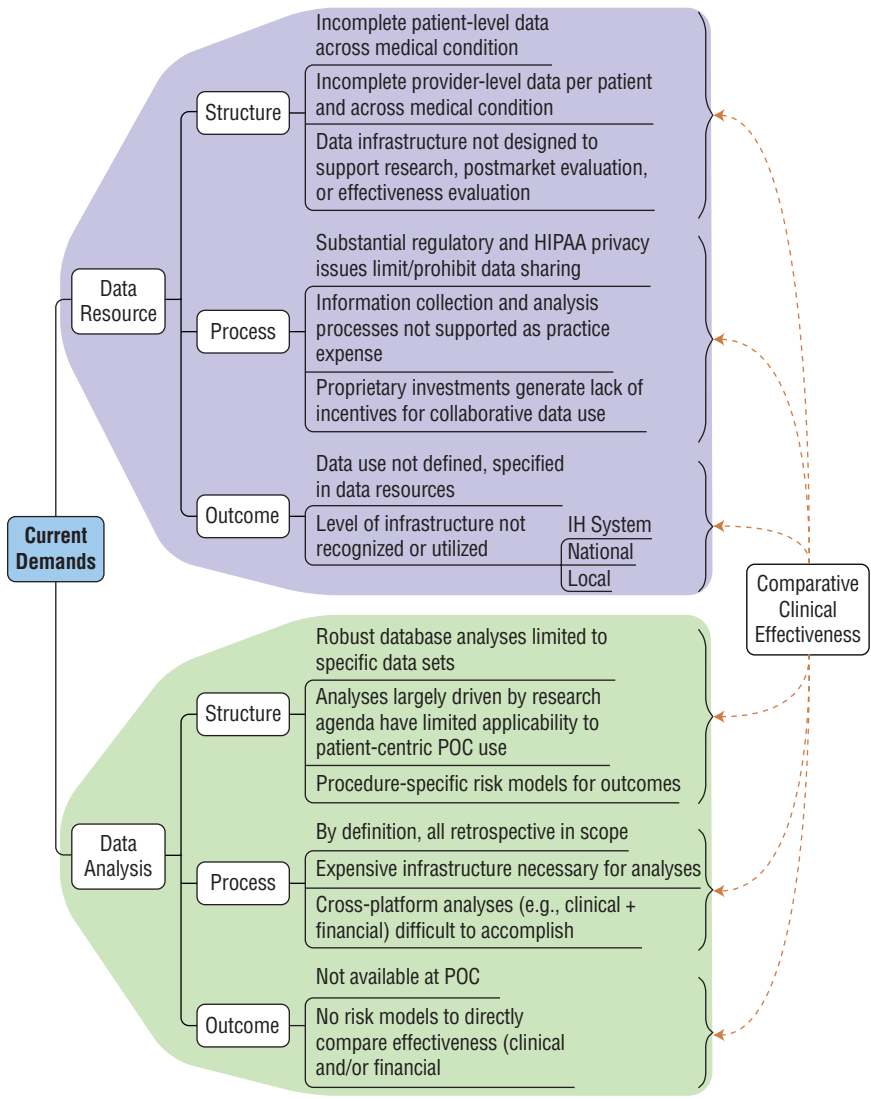 Current
Demands
Data
Resource
Structure
Incomplete patient-level data
across medical condition
Incomplete provider-level data per patient
and across medical condition
Data infrastructure not designed to
support research, postmarket evaluation,
or effectiveness evaluation
Process
Substantial regulatory and HIPAA privacy
issues limit/prohibit data sharing
Information collection and analysis
processes not supported as practice
expense
Proprietary investments generate lack of
incentives for collaborative data use
Outcome
Data use not defined, specified
in data resources
Level of infrastructure not
recognized or utilized
IH System
National
Local
Data
Analysis
Structure
Robust database analyses limited to
specific data sets
Analyses largely driven by research
agenda have limited applicability to
patient-centric POC use
Procedure-specific risk models for outcomes
Process
By definition, all retrospective in scope
Expensive infrastructure necessary for analyses
Cross-platform analyses (e.g., clinical +
financial) difficult to accomplish
Outcome
Not available at POC
No risk models to directly
compare effectiveness (clinical
and/or financial
Comparative
Clinical
Effectiveness